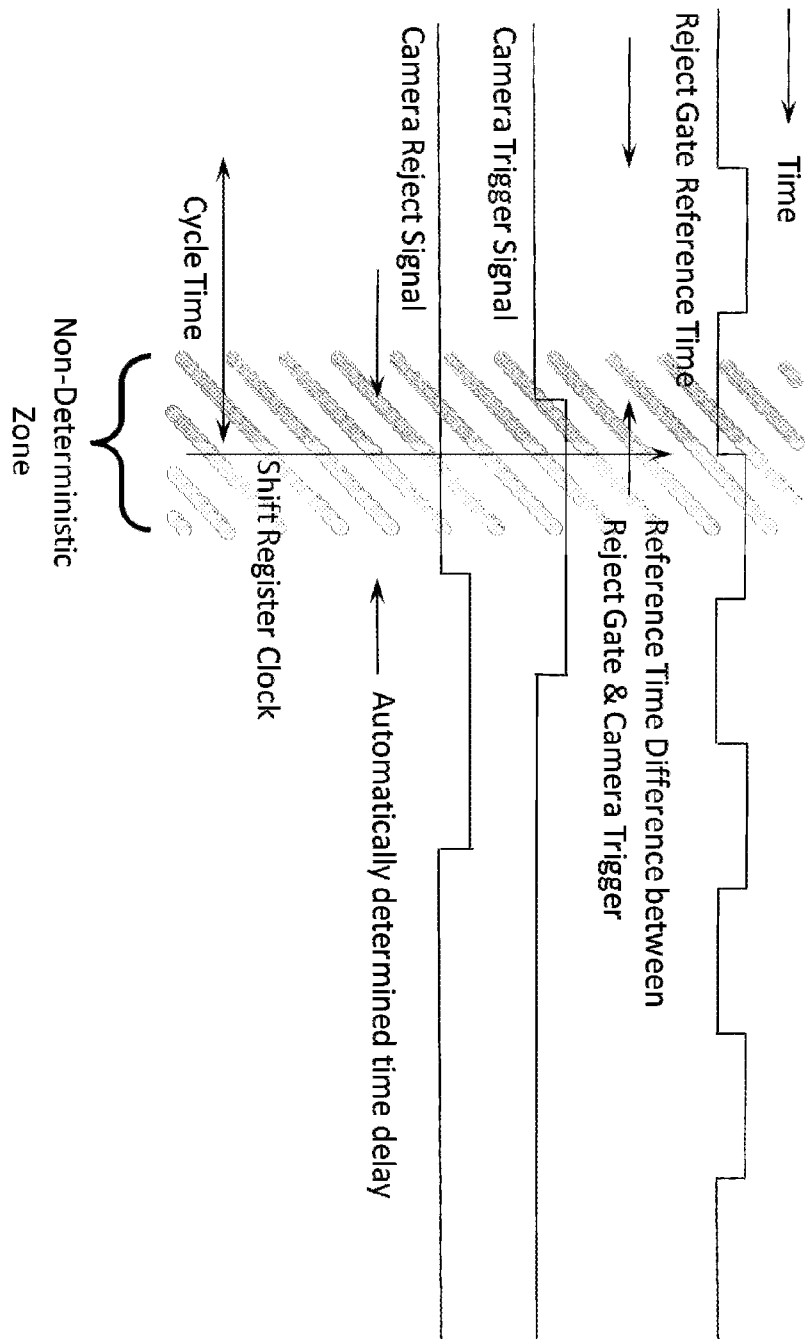 Time
Reject Gate Reference Time
Reference Time Difference between
Reject Gate & Camera Trigger
Camera Trigger Signal
Camera Reject Signal
Automatically determined time delay
Cycle Time
Shift Register Clock
Non-Deterministic
Zone